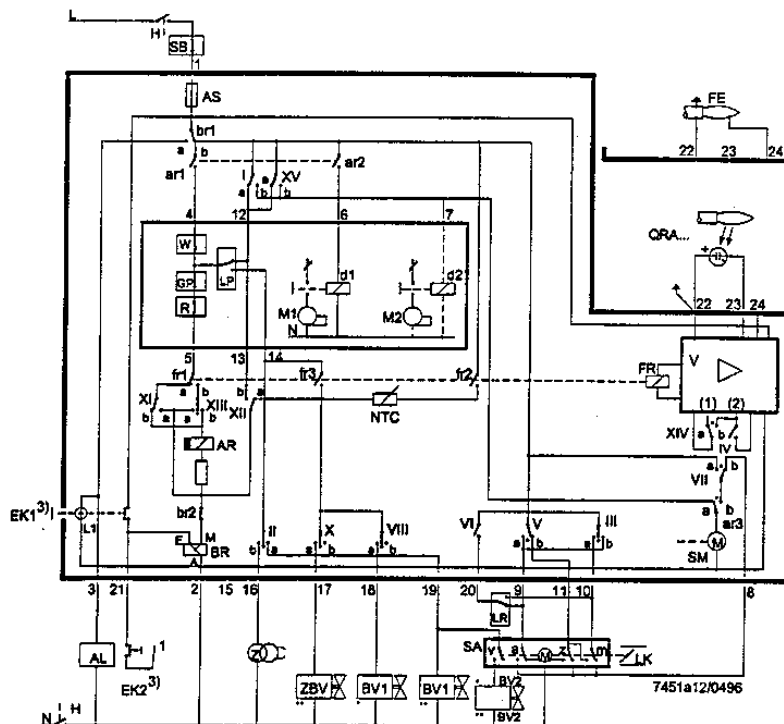 L
H
SB
1
AS
FE
br1
a b
22 23 24
ar1
ar2
I XV
a a b b
4 12 6 7
QRA...
+
W
d1 d2
GP LP
22 23 24
R
M1 M2
N
V
5 13 14
FR
fr1 fr3 fr2
XI b a
b a a b XIII XII
NTC
(1) (2)
XIV a b
IV
AR
a b
VII
EK1³⁾
L1
br2
a b
ar3
II X VIII
VI V III
E M
BR
A
b a a b a b
a b a b
M
SM
3 21 2 15 16 17 18 19 20 9 11 10 8
LR
AL
1
Z
SA
v a M z m
LK
EK2³⁾
ZBV BV1 BV1 BV2
7451a12/0496
N H
BV2